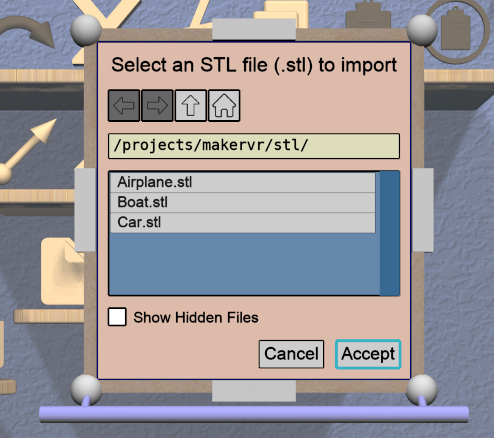 Select an STL file (.stl) to import
/projects/makervr/stl/
Airplane.stl
Boat.stl
Car.stl
Show Hidden Files
Cancel Accept